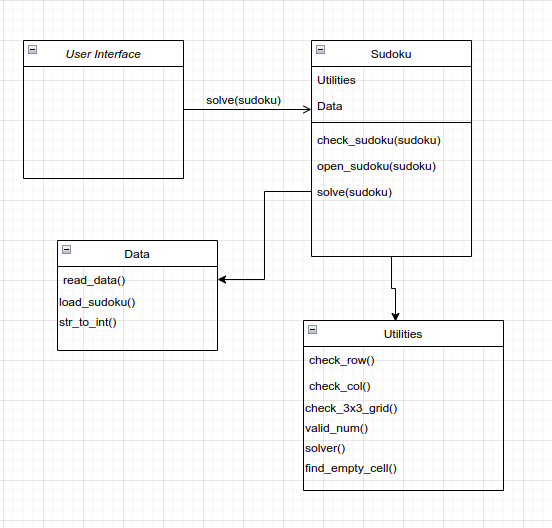 User Interface
solve(sudoku)
Sudoku
Utilities
Data
check_sudoku(sudoku)
open_sudoku(sudoku)
solve(sudoku)
Data
read_data()
load_sudoku()
str_to_int()
Utilities
check_row()
check_col()
check_3x3_grid()
valid_num()
solver()
find_empty_cell()